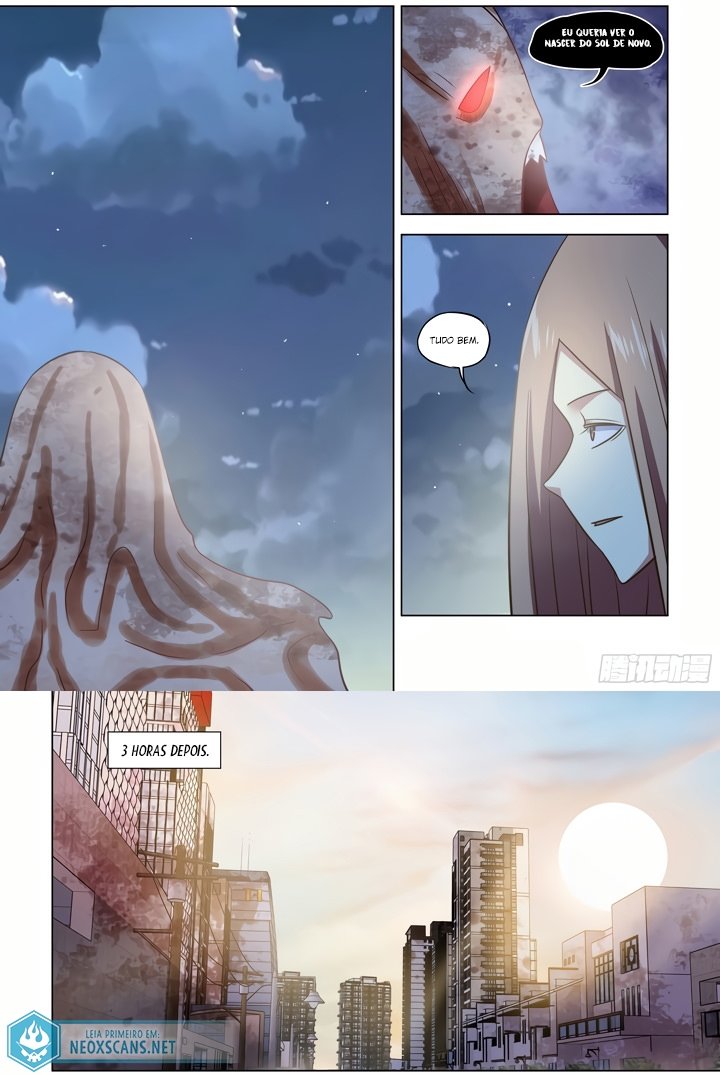 EU QUERIA VER O
NASCER DO SOL DE NOVO.
TUDO BEM.
腾讯动漫
3 HORAS DEPOIS.
LEIA PRIMEIRO EM:
NEOXSCANS.NET